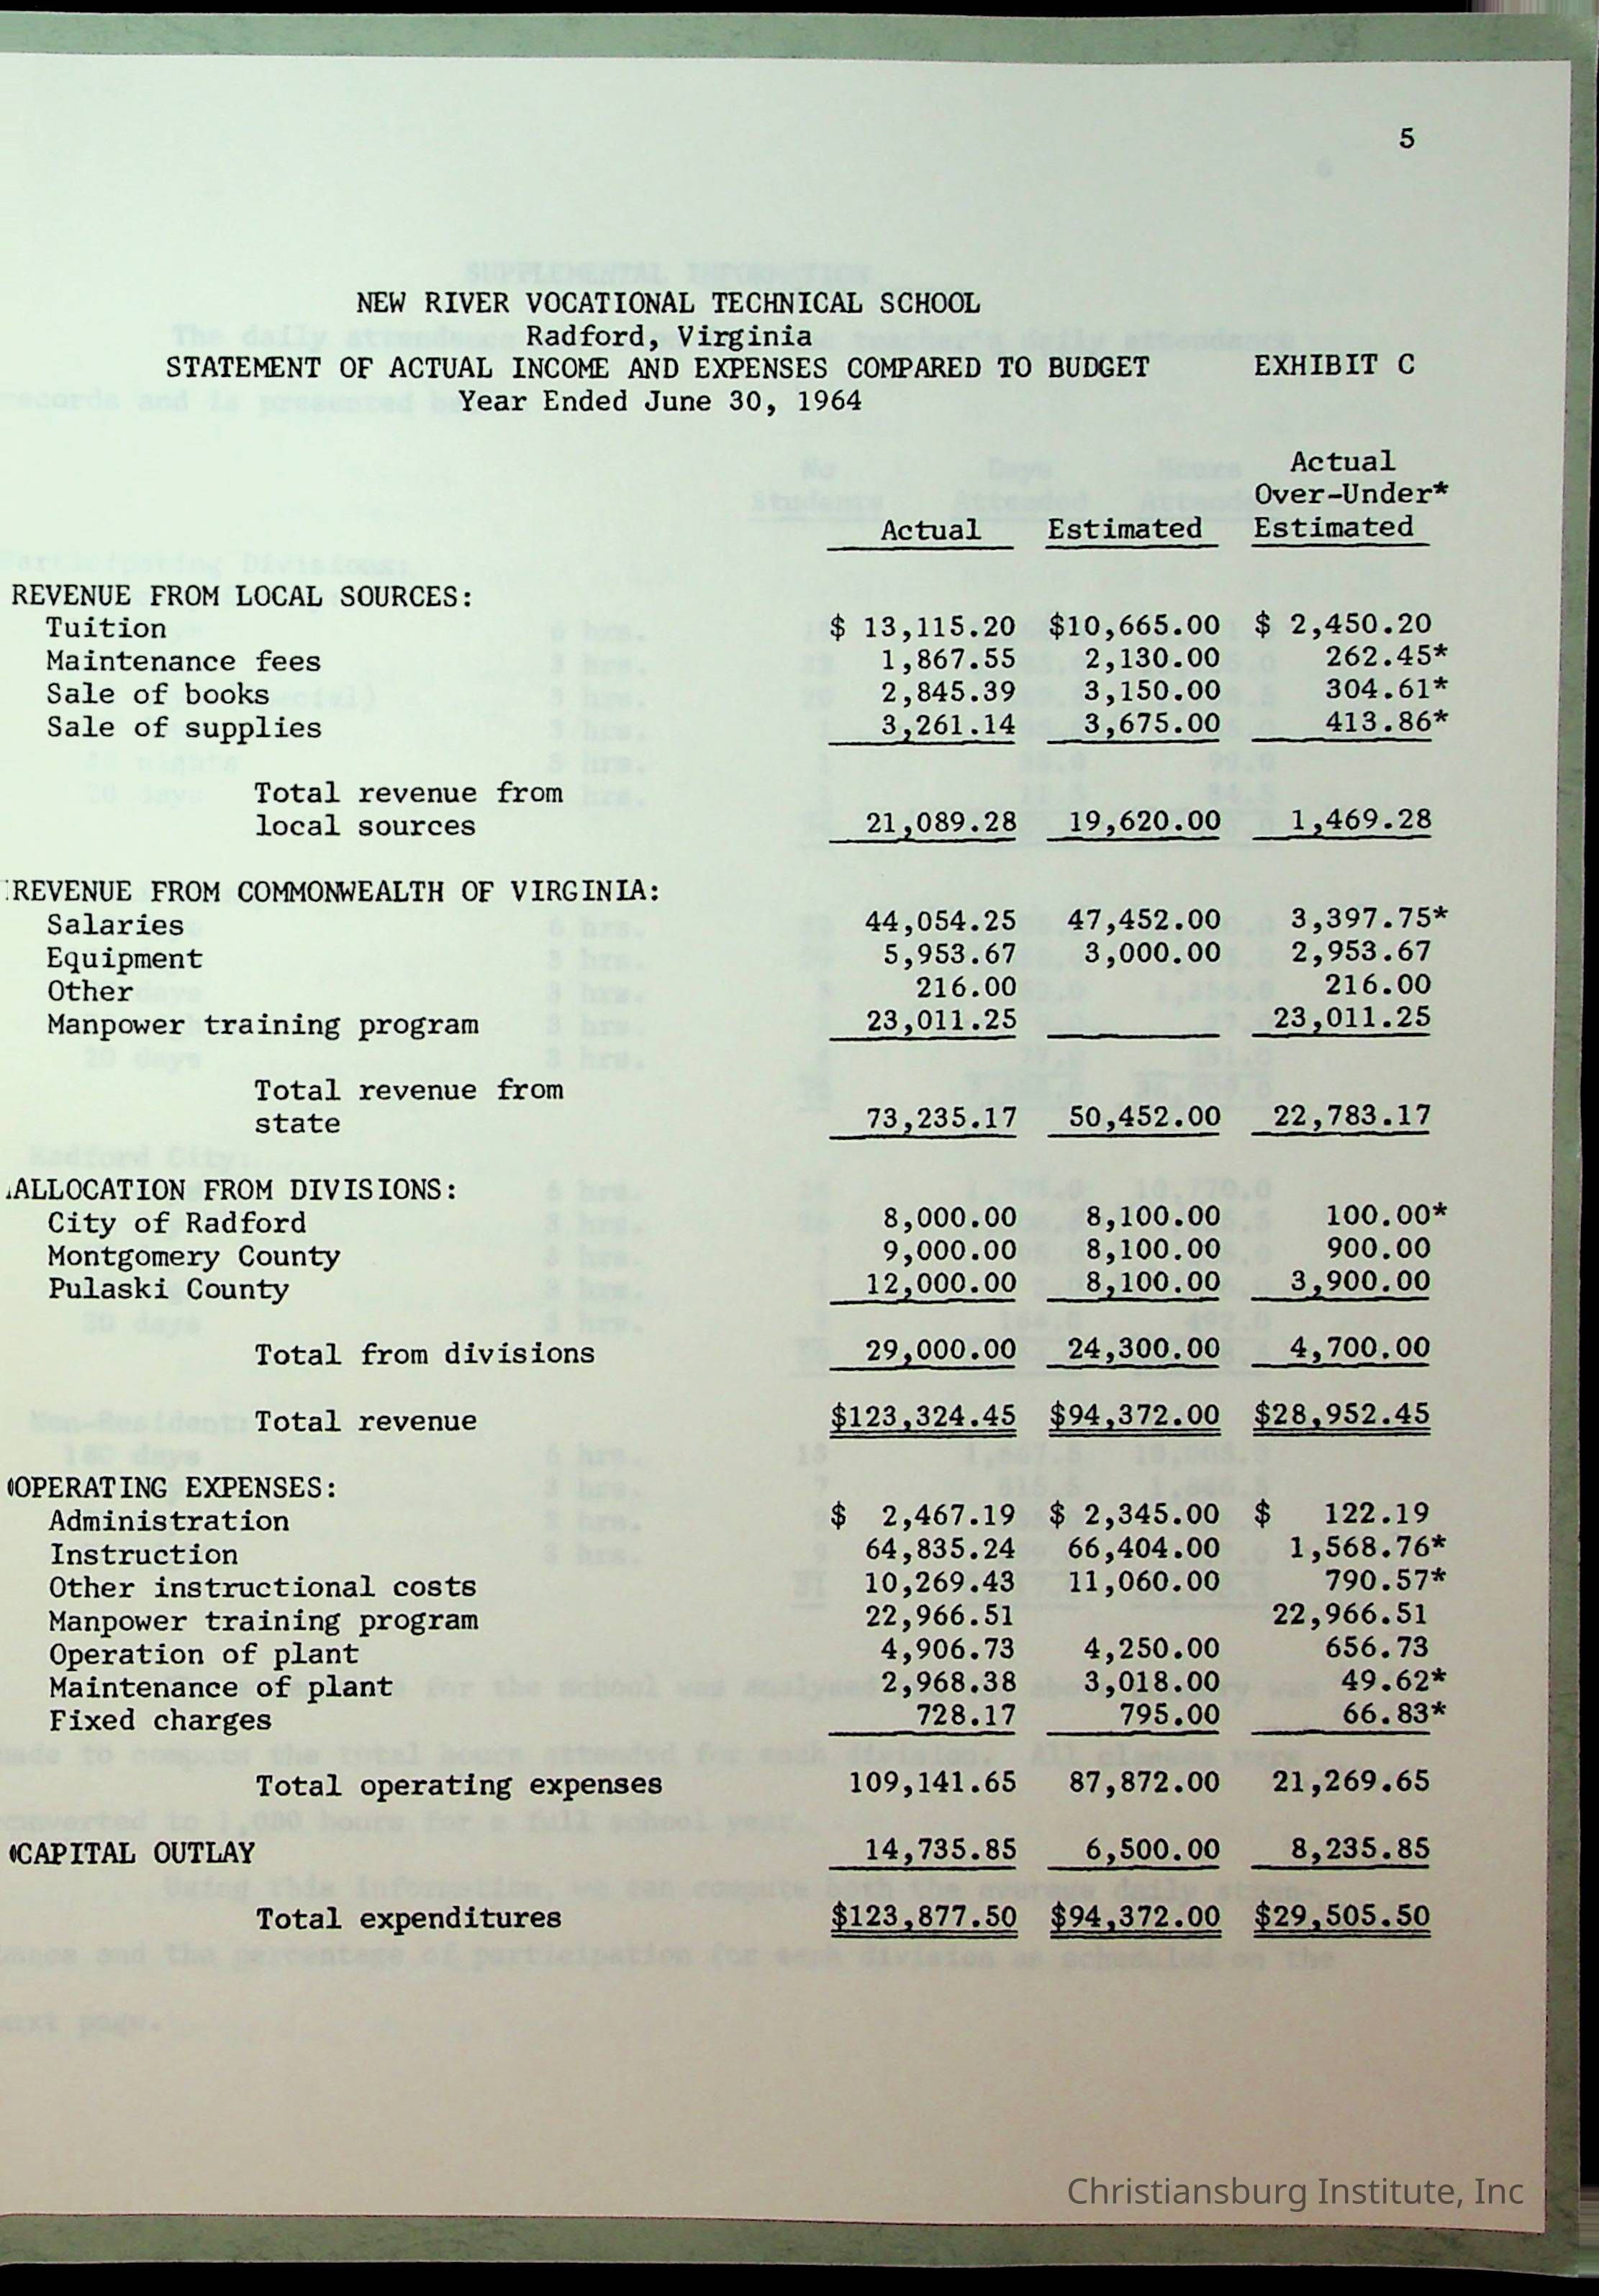 5
NEW RIVER VOCATIONAL TECHNICAL SCHOOL
Radford, Virginia
STATEMENT OF ACTUAL INCOME AND EXPENSES COMPARED TO BUDGET EXHIBIT C
Year Ended June 30, 1964
Actual
Over-Under*
Actual Estimated Estimated
REVENUE FROM LOCAL SOURCES:
Tuition $ 13,115.20 $10,665.00 $ 2,450.20
Maintenance fees 1,867.55 2,130.00 262.45*
Sale of books 2,845.39 3,150.00 304.61*
Sale of supplies 3,261.14 3,675.00 413.86*
Total revenue from
local sources 21,089.28 19,620.00 1,469.28
REVENUE FROM COMMONWEALTH OF VIRGINIA:
Salaries 44,054.25 47,452.00 3,397.75*
Equipment 5,953.67 3,000.00 2,953.67
Other 216.00 216.00
Manpower training program 23,011.25 23,011.25
Total revenue from
state 73,235.17 50,452.00 22,783.17
ALLOCATION FROM DIVISIONS:
City of Radford 8,000.00 8,100.00 100.00*
Montgomery County 9,000.00 8,100.00 900.00
Pulaski County 12,000.00 8,100.00 3,900.00
Total from divisions 29,000.00 24,300.00 4,700.00
Total revenue $123,324.45 $94,372.00 $28,952.45
OPERATING EXPENSES:
Administration $ 2,467.19 $ 2,345.00 $ 122.19
Instruction 64,835.24 66,404.00 1,568.76*
Other instructional costs 10,269.43 11,060.00 790.57*
Manpower training program 22,966.51 22,966.51
Operation of plant 4,906.73 4,250.00 656.73
Maintenance of plant 2,968.38 3,018.00 49.62*
Fixed charges 728.17 795.00 66.83*
Total operating expenses 109,141.65 87,872.00 21,269.65
CAPITAL OUTLAY 14,735.85 6,500.00 8,235.85
Total expenditures $123,877.50 $94,372.00 $29,505.50
Christiansburg Institute, Inc